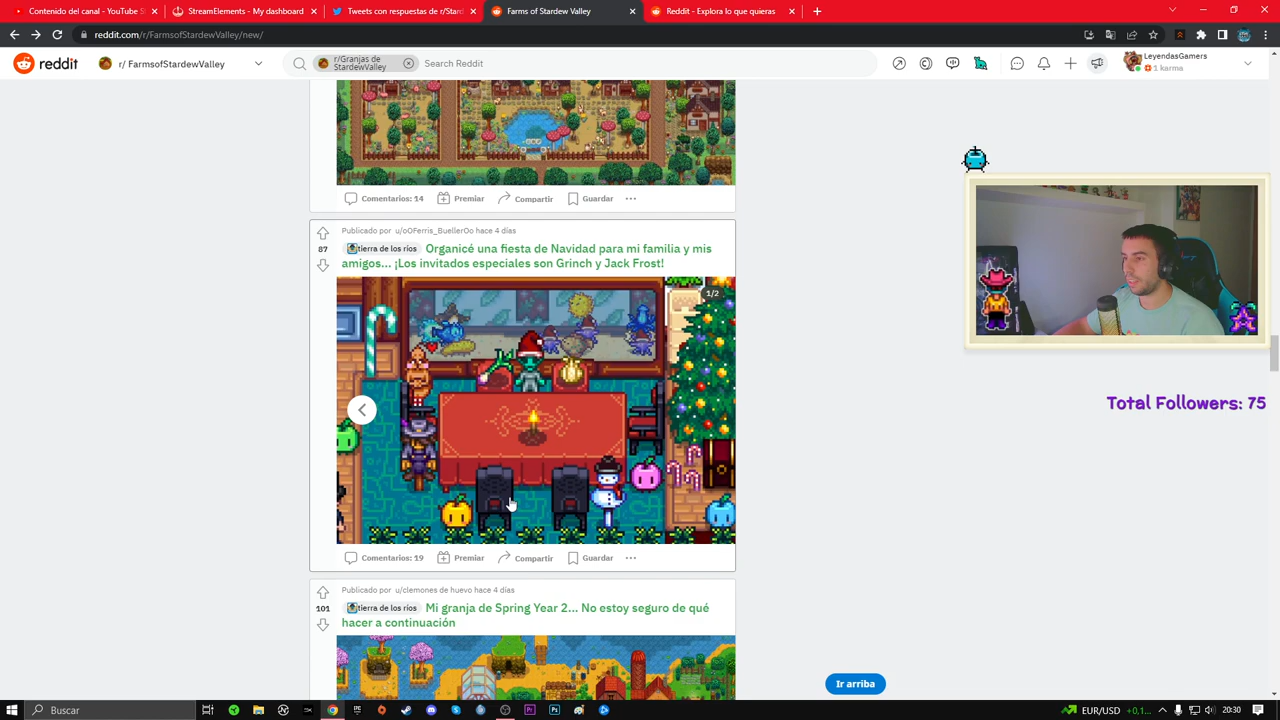 Contenido del canal - YouTube S
StreamElements - My dashboard
Tweets con respuestas de r/Stard
Farms of Stardew Valley
Reddit - Explora lo que quieras
reddit.com/r/FarmsofStardewValley/new/
reddit
r/ FarmsofStardewValley
r/Granjas de
StardewValley
Search Reddit
LeyendasGamers
1 karma
Comentarios: 14
Premiar
Compartir
Guardar
Publicado por u/oOFerris_BuellerOo hace 4 días
87
tierra de los ríos Organicé una fiesta de Navidad para mi familia y mis
amigos... ¡Los invitados especiales son Grinch y Jack Frost!
1/2
Total Followers: 75
Comentarios: 19
Premiar
Compartir
Guardar
Publicado por u/clemones de huevo hace 4 días
101
tierra de los ríos Mi granja de Spring Year 2... No estoy seguro de qué
hacer a continuación
Ir arriba
Buscar
EUR/USD +0,1...
20:30